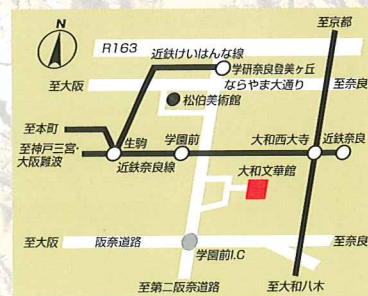 至京都
N
R163
近鉄けいはんな線
学研奈良登美ヶ丘
至大阪
ならやま大通り
至奈良
松伯美術館
至本町
生駒
学園前
大和西大寺
近鉄奈良
至神戸三宮・
大阪難波
近鉄奈良線
大和文華館
至大阪
阪奈道路
至奈良
学園前I.C
至第二阪奈道路
至大和八木